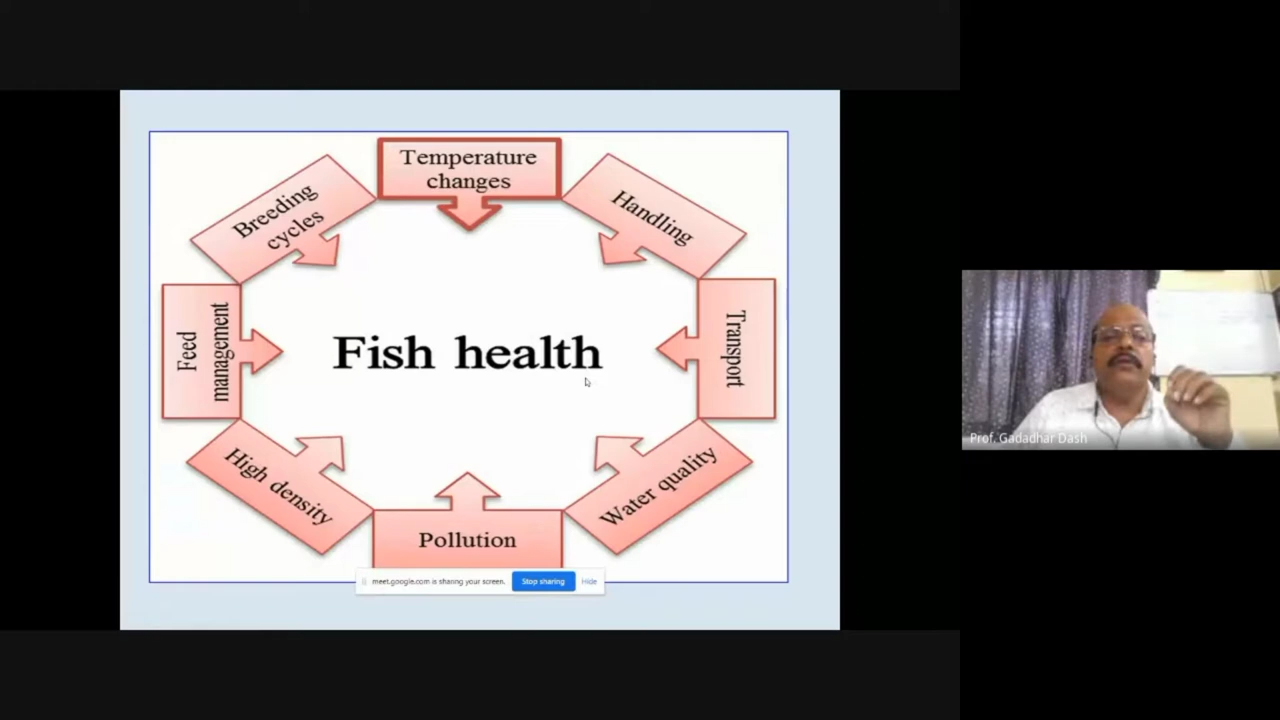 Temperature
changes
Handling
Transport
Water quality
Pollution
High density
Feed
management
Breeding
cycles
Fish health
meet.google.com is sharing your screen.
Stop sharing
Hide
Prof. Gadadhar Dash